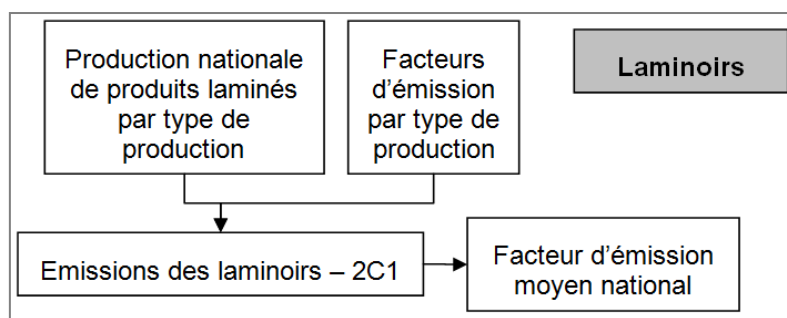 Production nationale
de produits laminés
par type de
production
Facteurs
d'émission
par type de
production
Laminoirs
Emissions des laminoirs – 2C1
Facteur d'émission
moyen national